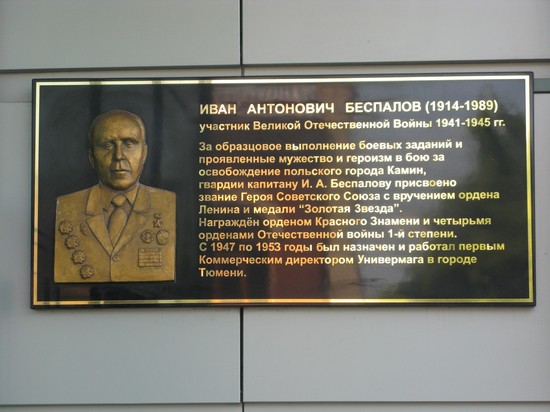 ИВАН АНТОНОВИЧ БЕСПАЛОВ (1914-1989)
участник Великой Отечественной Войны 1941-1945 гг.
За образцовое выполнение боевых заданий и
проявленные мужество и героизм в бою за
освобождение польского города Камин,
гвардии капитану И. А. Беспалову присвоено
звание Героя Советского Союза с вручением ордена
Ленина и медали "Золотая Звезда".
Награждён орденом Красного Знамени и четырьмя
орденами Отечественной войны 1-й степени.
С 1947 по 1953 годы был назначен и работал первым
Коммерческим директором Универмага в городе
Тюмени.